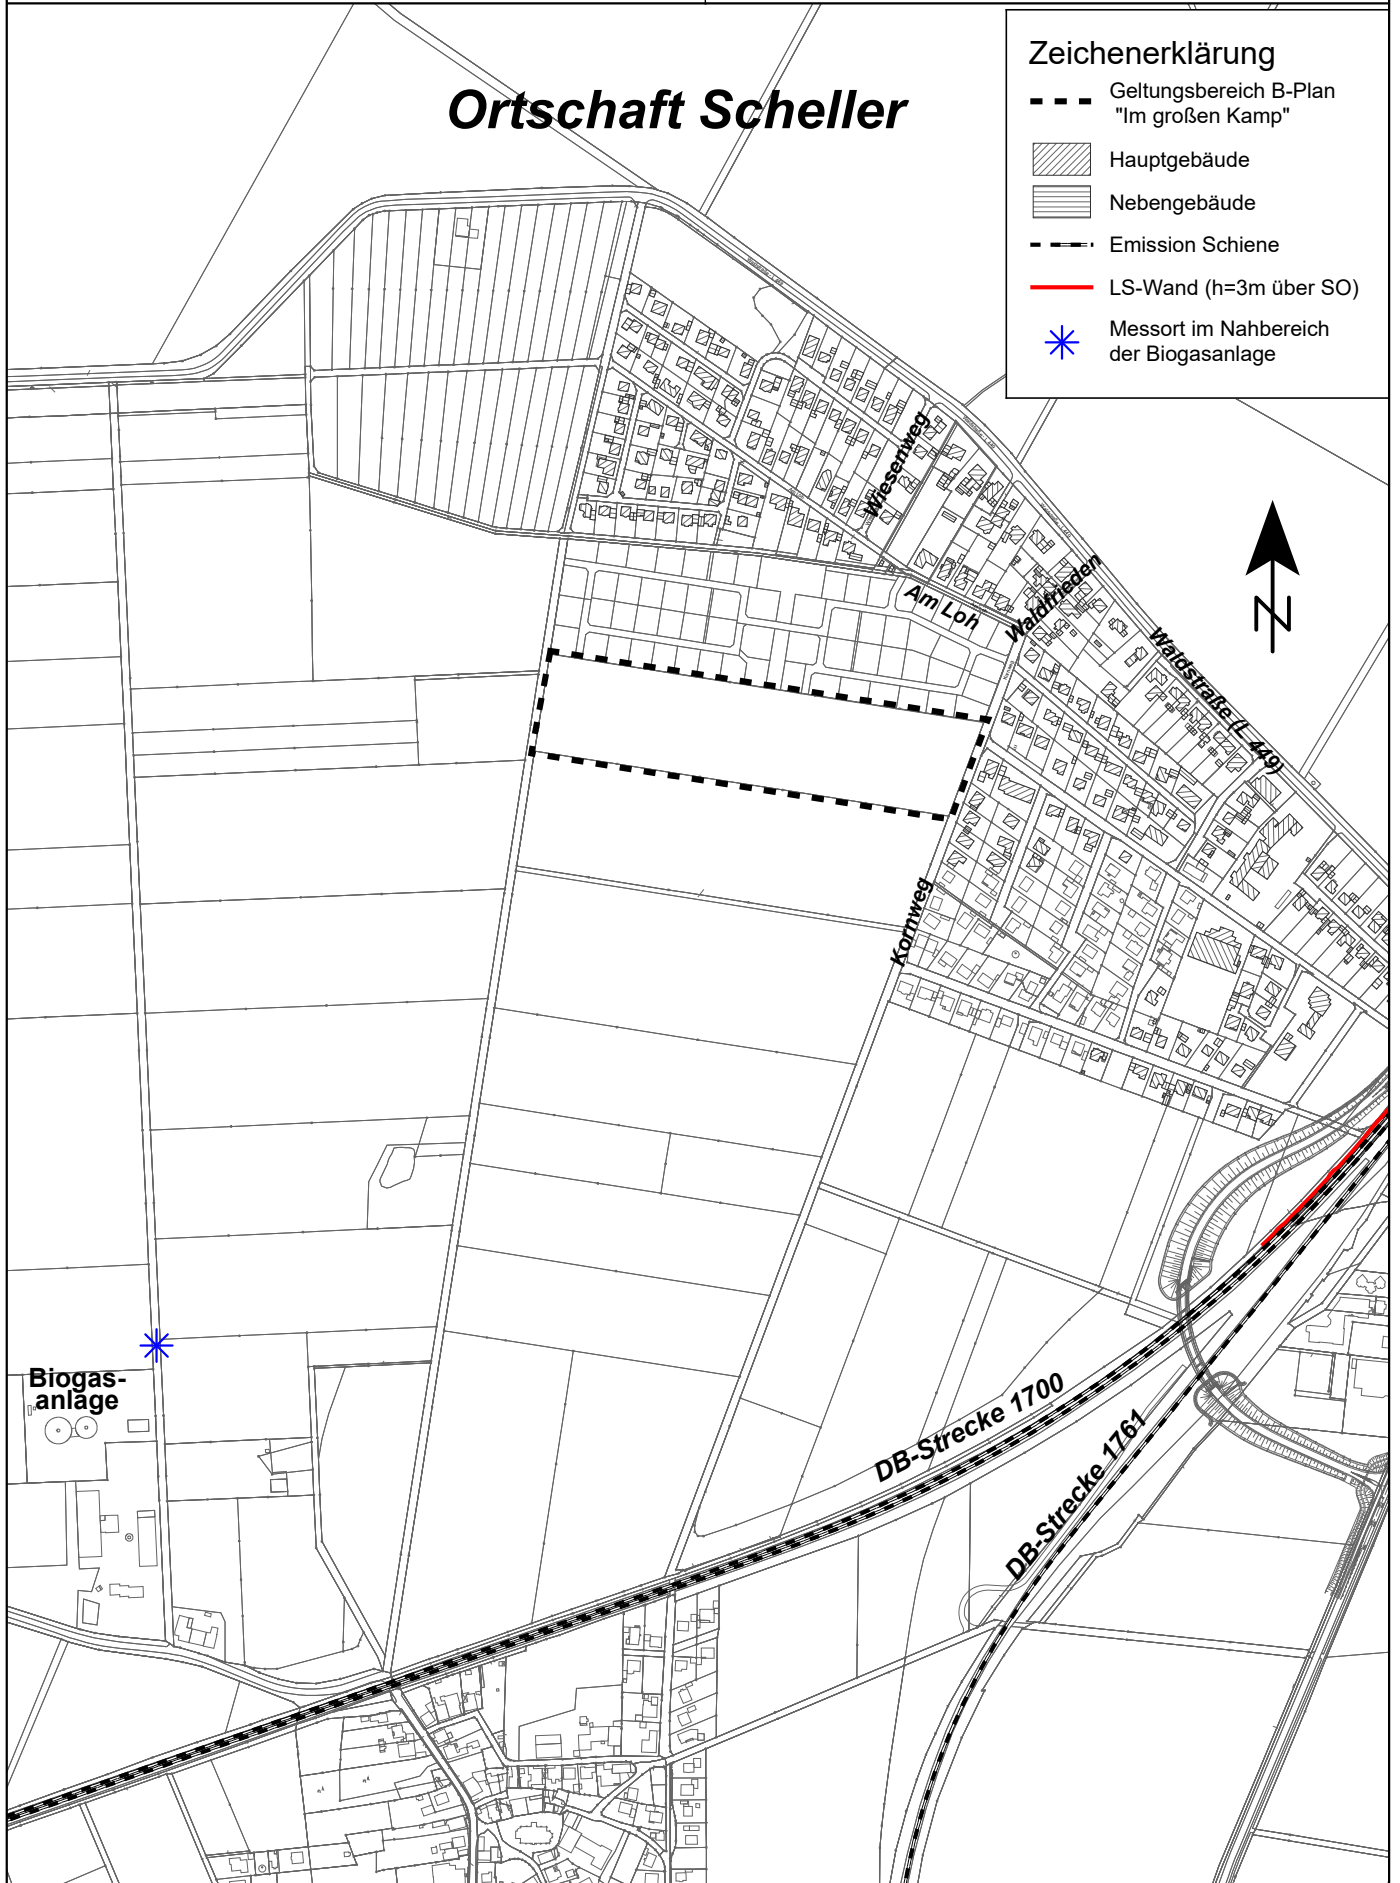 Ortschaft Scheller
Zeichenerklärung
Geltungsbereich B-Plan
"Im großen Kamp"
Hauptgebäude
Nebengebäude
Emission Schiene
LS-Wand (h=3m über SO)
Messort im Nahbereich
der Biogasanlage
Wiesenweg
Am Loh
Waldfrieden
Waldstraße (L 449)
N
Kornweg
Biogas-
anlage
DB-Strecke 1700
DB-Strecke 1761